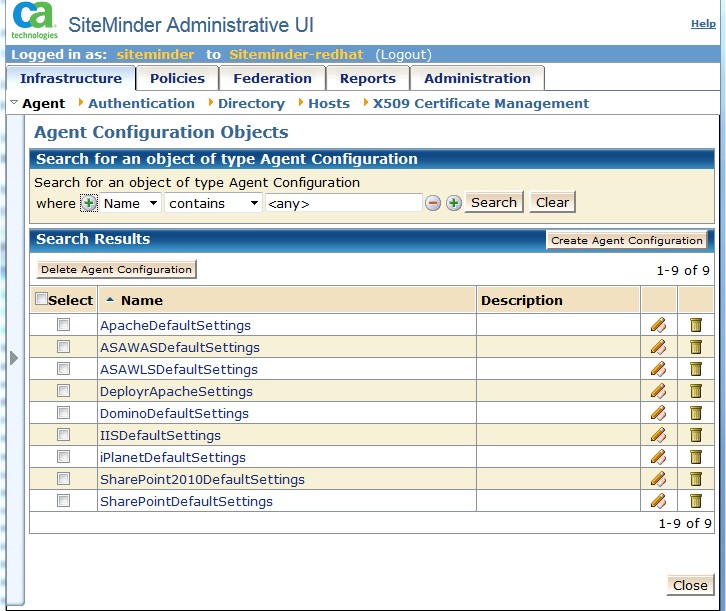 ca
technologies
SiteMinder Administrative UI
Help
Logged in as: siteminder to Siteminder-redhat (Logout)
Infrastructure Policies Federation Reports Administration
Agent Authentication Directory Hosts X509 Certificate Management
Agent Configuration Objects
Search for an object of type Agent Configuration
Search for an object of type Agent Configuration
where Name contains <any> Search Clear
Search Results Create Agent Configuration
Delete Agent Configuration 1-9 of 9
Select Name Description
ApacheDefaultSettings
ASAWASDefaultSettings
ASAWLSDefaultSettings
DeployrApacheSettings
DominoDefaultSettings
IISDefaultSettings
iPlanetDefaultSettings
SharePoint2010DefaultSettings
SharePointDefaultSettings
1-9 of 9
Close